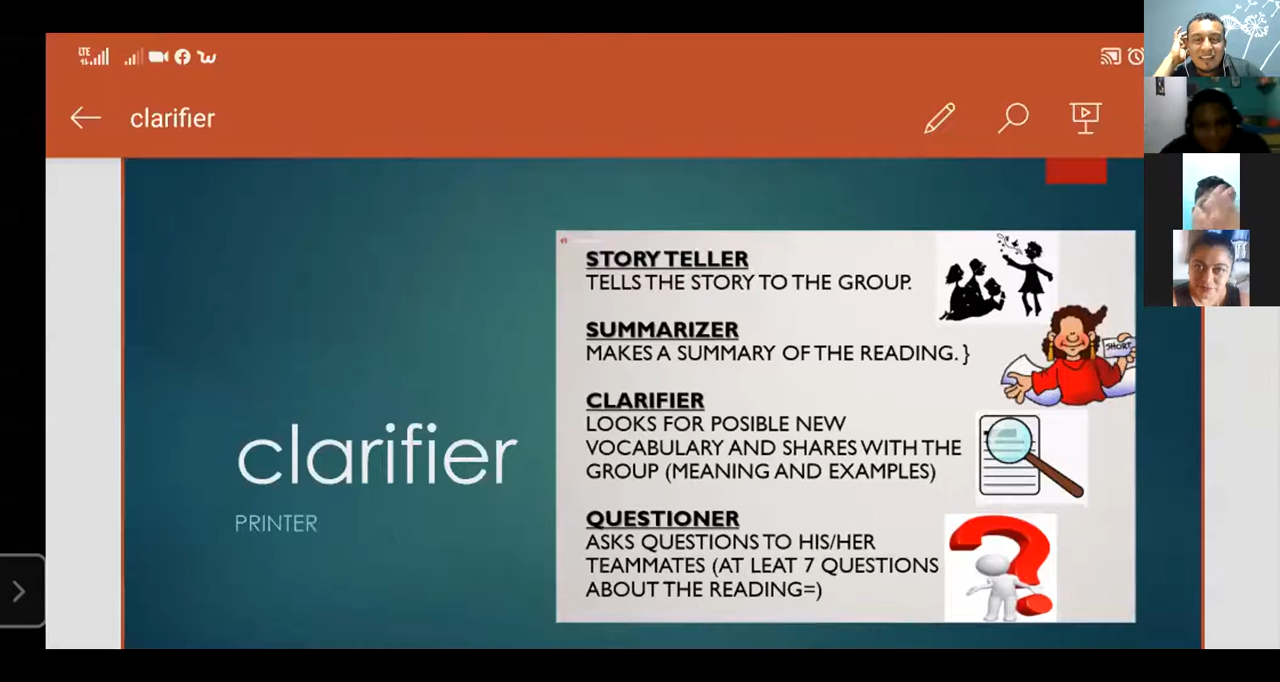 LTE
clarifier
clarifier
PRINTER
STORY TELLER
TELLS THE STORY TO THE GROUP.
SUMMARIZER
MAKES A SUMMARY OF THE READING. }
SHORT
CLARIFIER
LOOKS FOR POSIBLE NEW
VOCABULARY AND SHARES WITH THE
GROUP (MEANING AND EXAMPLES)
QUESTIONER
ASKS QUESTIONS TO HIS/HER
TEAMMATES (AT LEAT 7 QUESTIONS
ABOUT THE READING=)